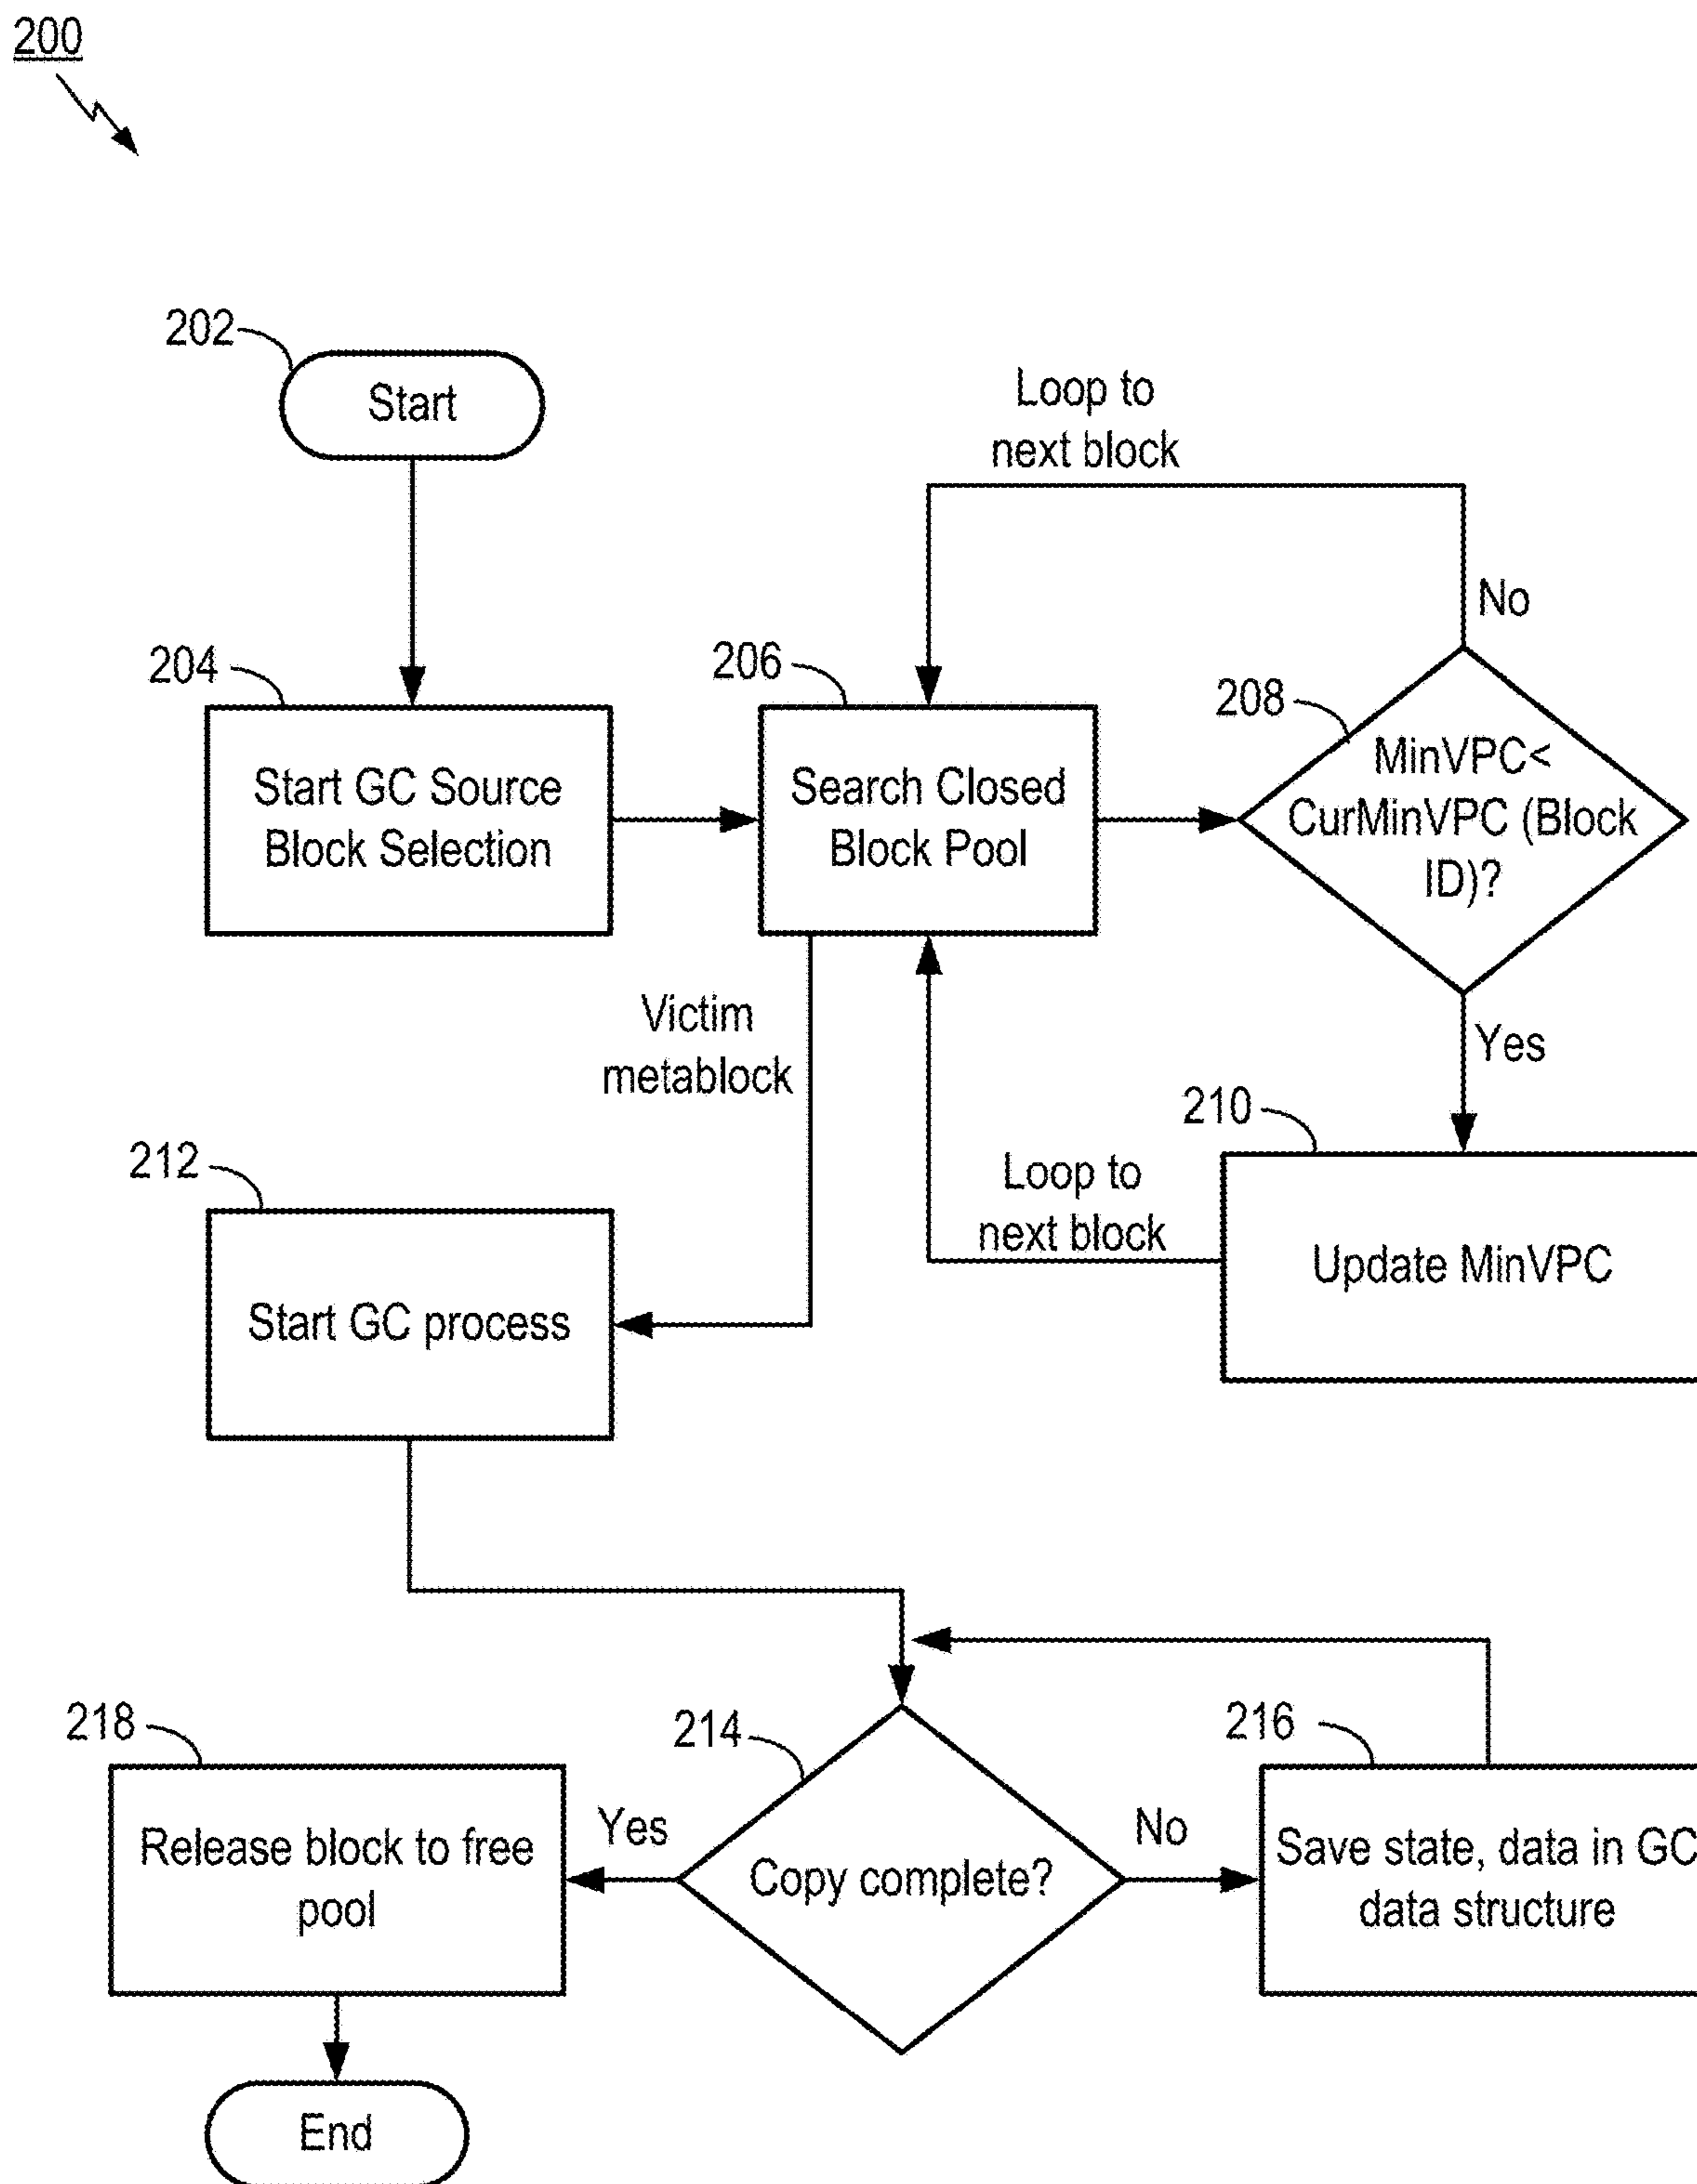 200
202
Start
Loop to
next block
No
204
206
208
Start GC Source
Block Selection
Search Closed
Block Pool
MinVPC<
CurMinVPC (Block
ID)?
Victim
metablock
Yes
210
212
Loop to
next block
Update MinVPC
Start GC process
218
214
216
Release block to free
pool
Yes
Copy complete?
No
Save state, data in GC
data structure
End